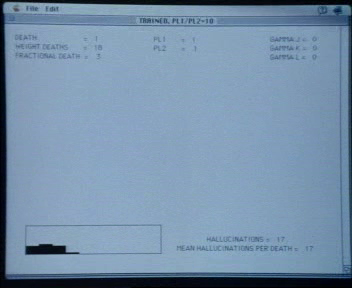 File Edit
TRAINED, PL1/PL2=10
DEATH = 1 PL1 = 1 GAMMA J = 0
WEIGHT DEATHS = 18 PL2 = .1 GAMMA K = 0
FRACTIONAL DEATH = 3 GAMMA L = 0
HALLUCINATIONS = 17
MEAN HALLUCINATIONS PER DEATH = 17